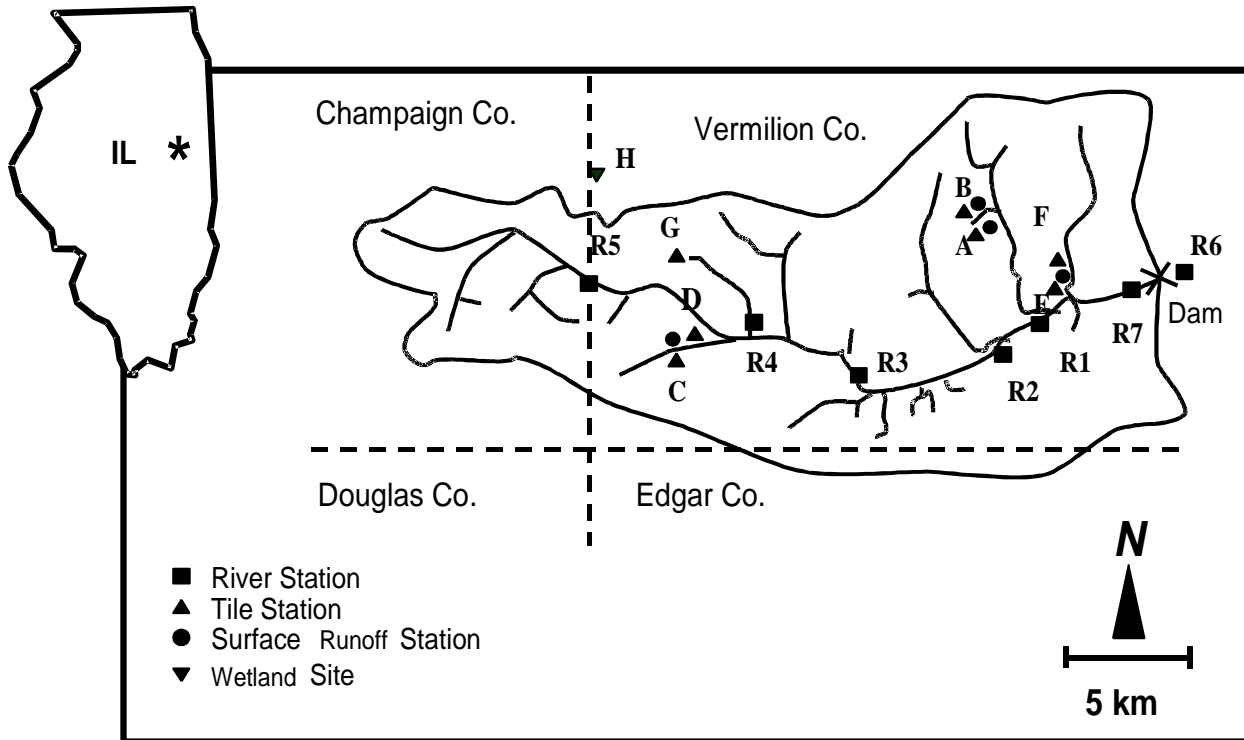 Champaign Co.
Vermilion Co.
IL *
H
B
A
F
G
R5
R6
D
E
Dam
R7
R4
R3
R1
R2
C
Douglas Co.
Edgar Co.
N
River Station
Tile Station
Surface Runoff Station
Wetland Site
5 km